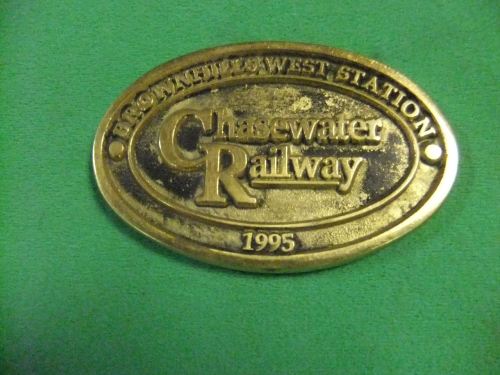 BROWNHILLS WEST STATION
Chasewater
Railway
1995